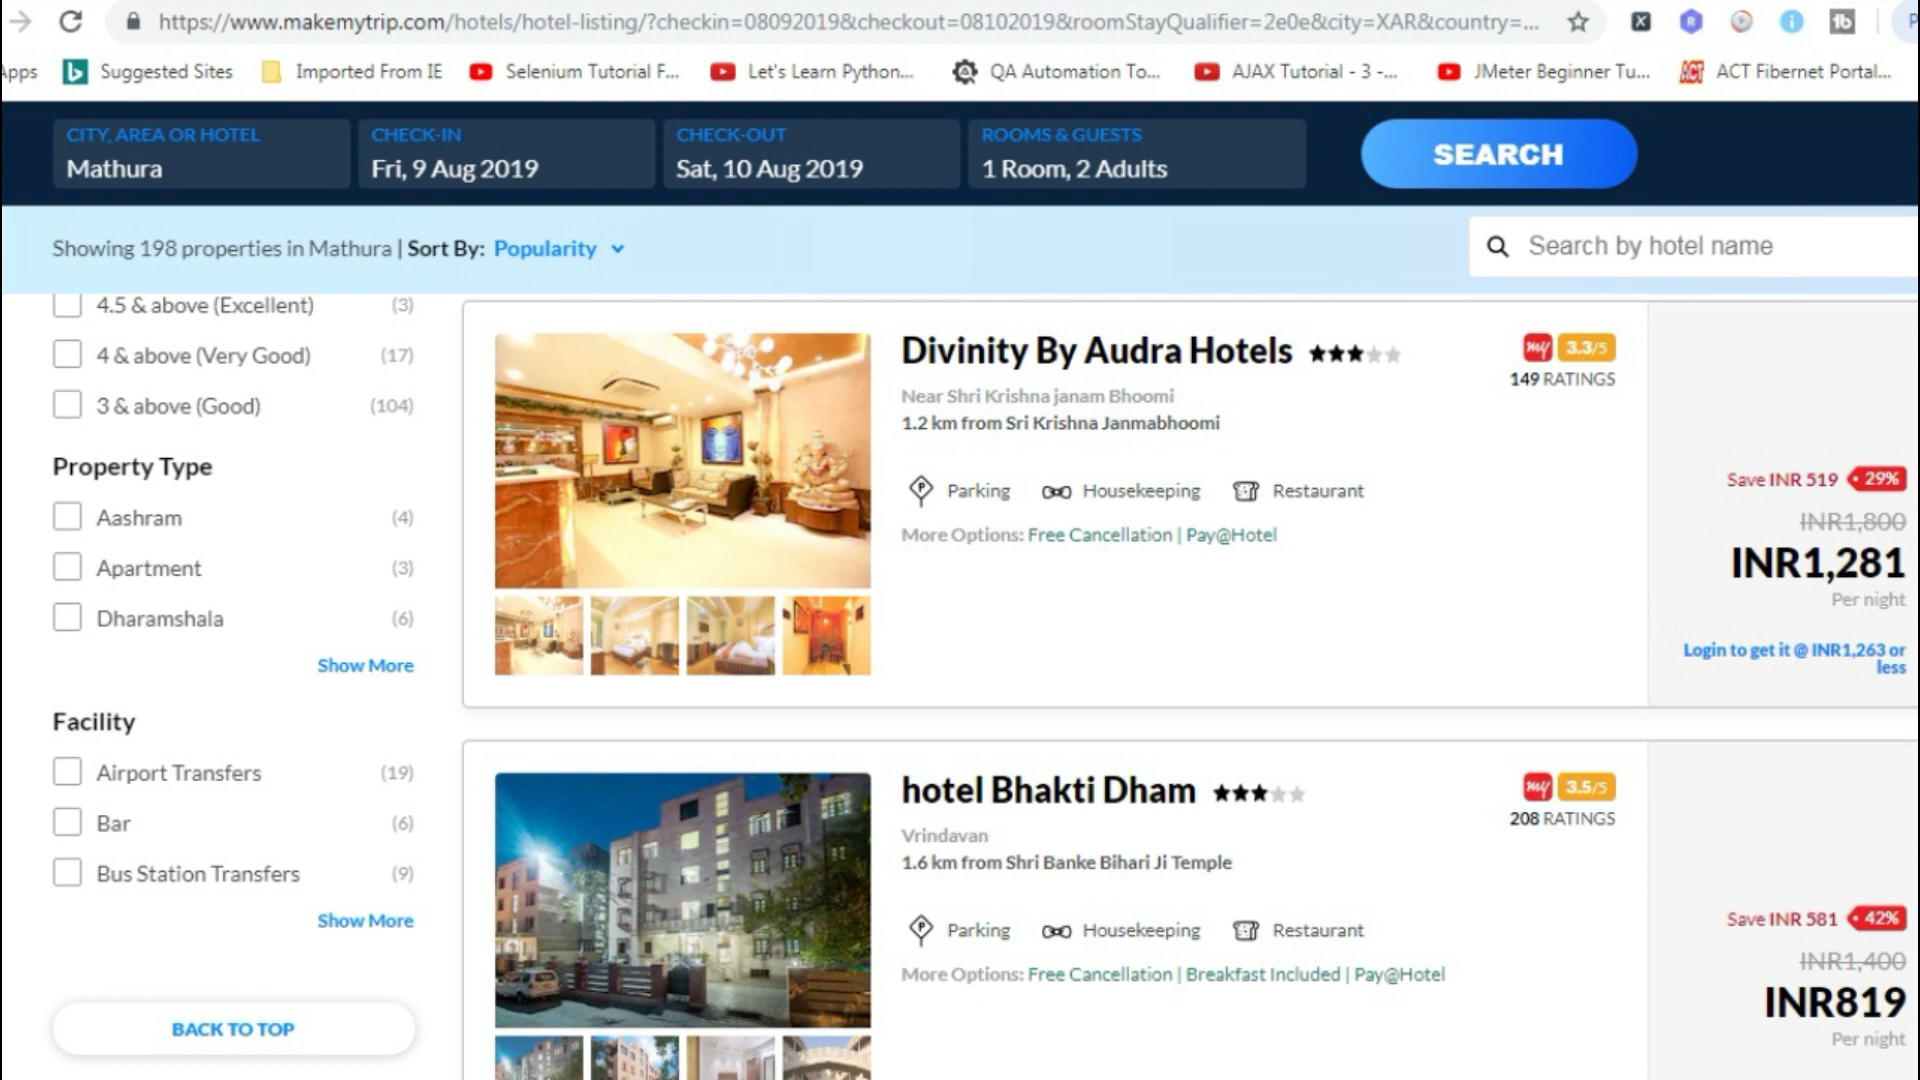 https://www.makemytrip.com/hotels/hotel-listing/?checkin=08092019&checkout=08102019&roomStayQualifier=2e0e&city=XAR&country=...
Apps Suggested Sites Imported From IE Selenium Tutorial F... Let's Learn Python... QA Automation To... AJAX Tutorial - 3 -... JMeter Beginner Tu... ACT ACT Fibernet Portal...
CITY, AREA OR HOTEL CHECK-IN CHECK-OUT ROOMS & GUESTS
Mathura Fri, 9 Aug 2019 Sat, 10 Aug 2019 1 Room, 2 Adults SEARCH
Showing 198 properties in Mathura | Sort By: Popularity
Search by hotel name
4.5 & above (Excellent) (3)
4 & above (Very Good) (17)
3 & above (Good) (104)
Property Type
Aashram (4)
Apartment (3)
Dharamshala (6)
Show More
Facility
Airport Transfers (19)
Bar (6)
Bus Station Transfers (9)
Show More
BACK TO TOP
Divinity By Audra Hotels
my 3.3/5
149 RATINGS
Near Shri Krishna janam Bhoomi
1.2 km from Sri Krishna Janmabhoomi
Parking Housekeeping Restaurant
More Options: Free Cancellation | Pay@Hotel
Save INR 519 29%
INR1,800
INR1,281
Per night
Login to get it @ INR1,263 or
less
hotel Bhakti Dham
my 3.5/5
208 RATINGS
Vrindavan
1.6 km from Shri Banke Bihari Ji Temple
Parking Housekeeping Restaurant
More Options: Free Cancellation | Breakfast Included | Pay@Hotel
Save INR 581 42%
INR1,400
INR819
Per night